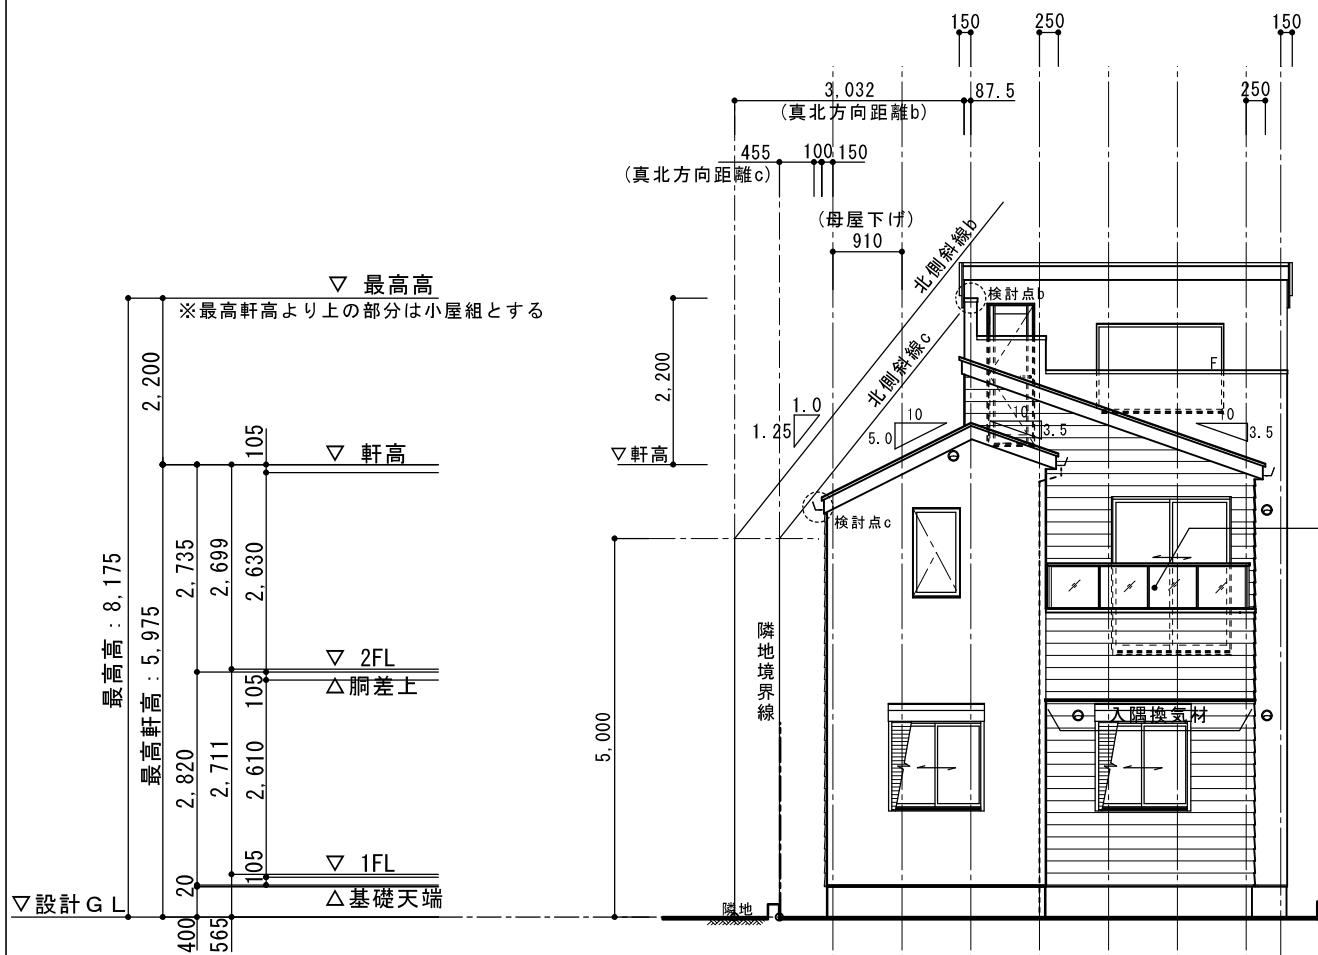 150
250
150
3,032
87.5
(真北方向距離b)
250
455
100
150
(真北方向距離c)
(母屋下げ)
910
北側斜線b
▽ 最高高
※最高軒高より上の部分は小屋組とする
検討点b
北側斜線c
2,200
2,200
F
1.0
1.25
10
5.0
10
3.5
10
3.5
105
▽ 軒高
▽軒高
検討点c
最高高：8,175
最高軒高：5,975
2,735
2,699
2,630
▽ 2FL
△胴差上
105
隣地境界線
5,000
入隅換気材
2,820
2,711
2,610
▽ 1FL
105
20
△基礎天端
▽設計ＧＬ
隣地
400
565